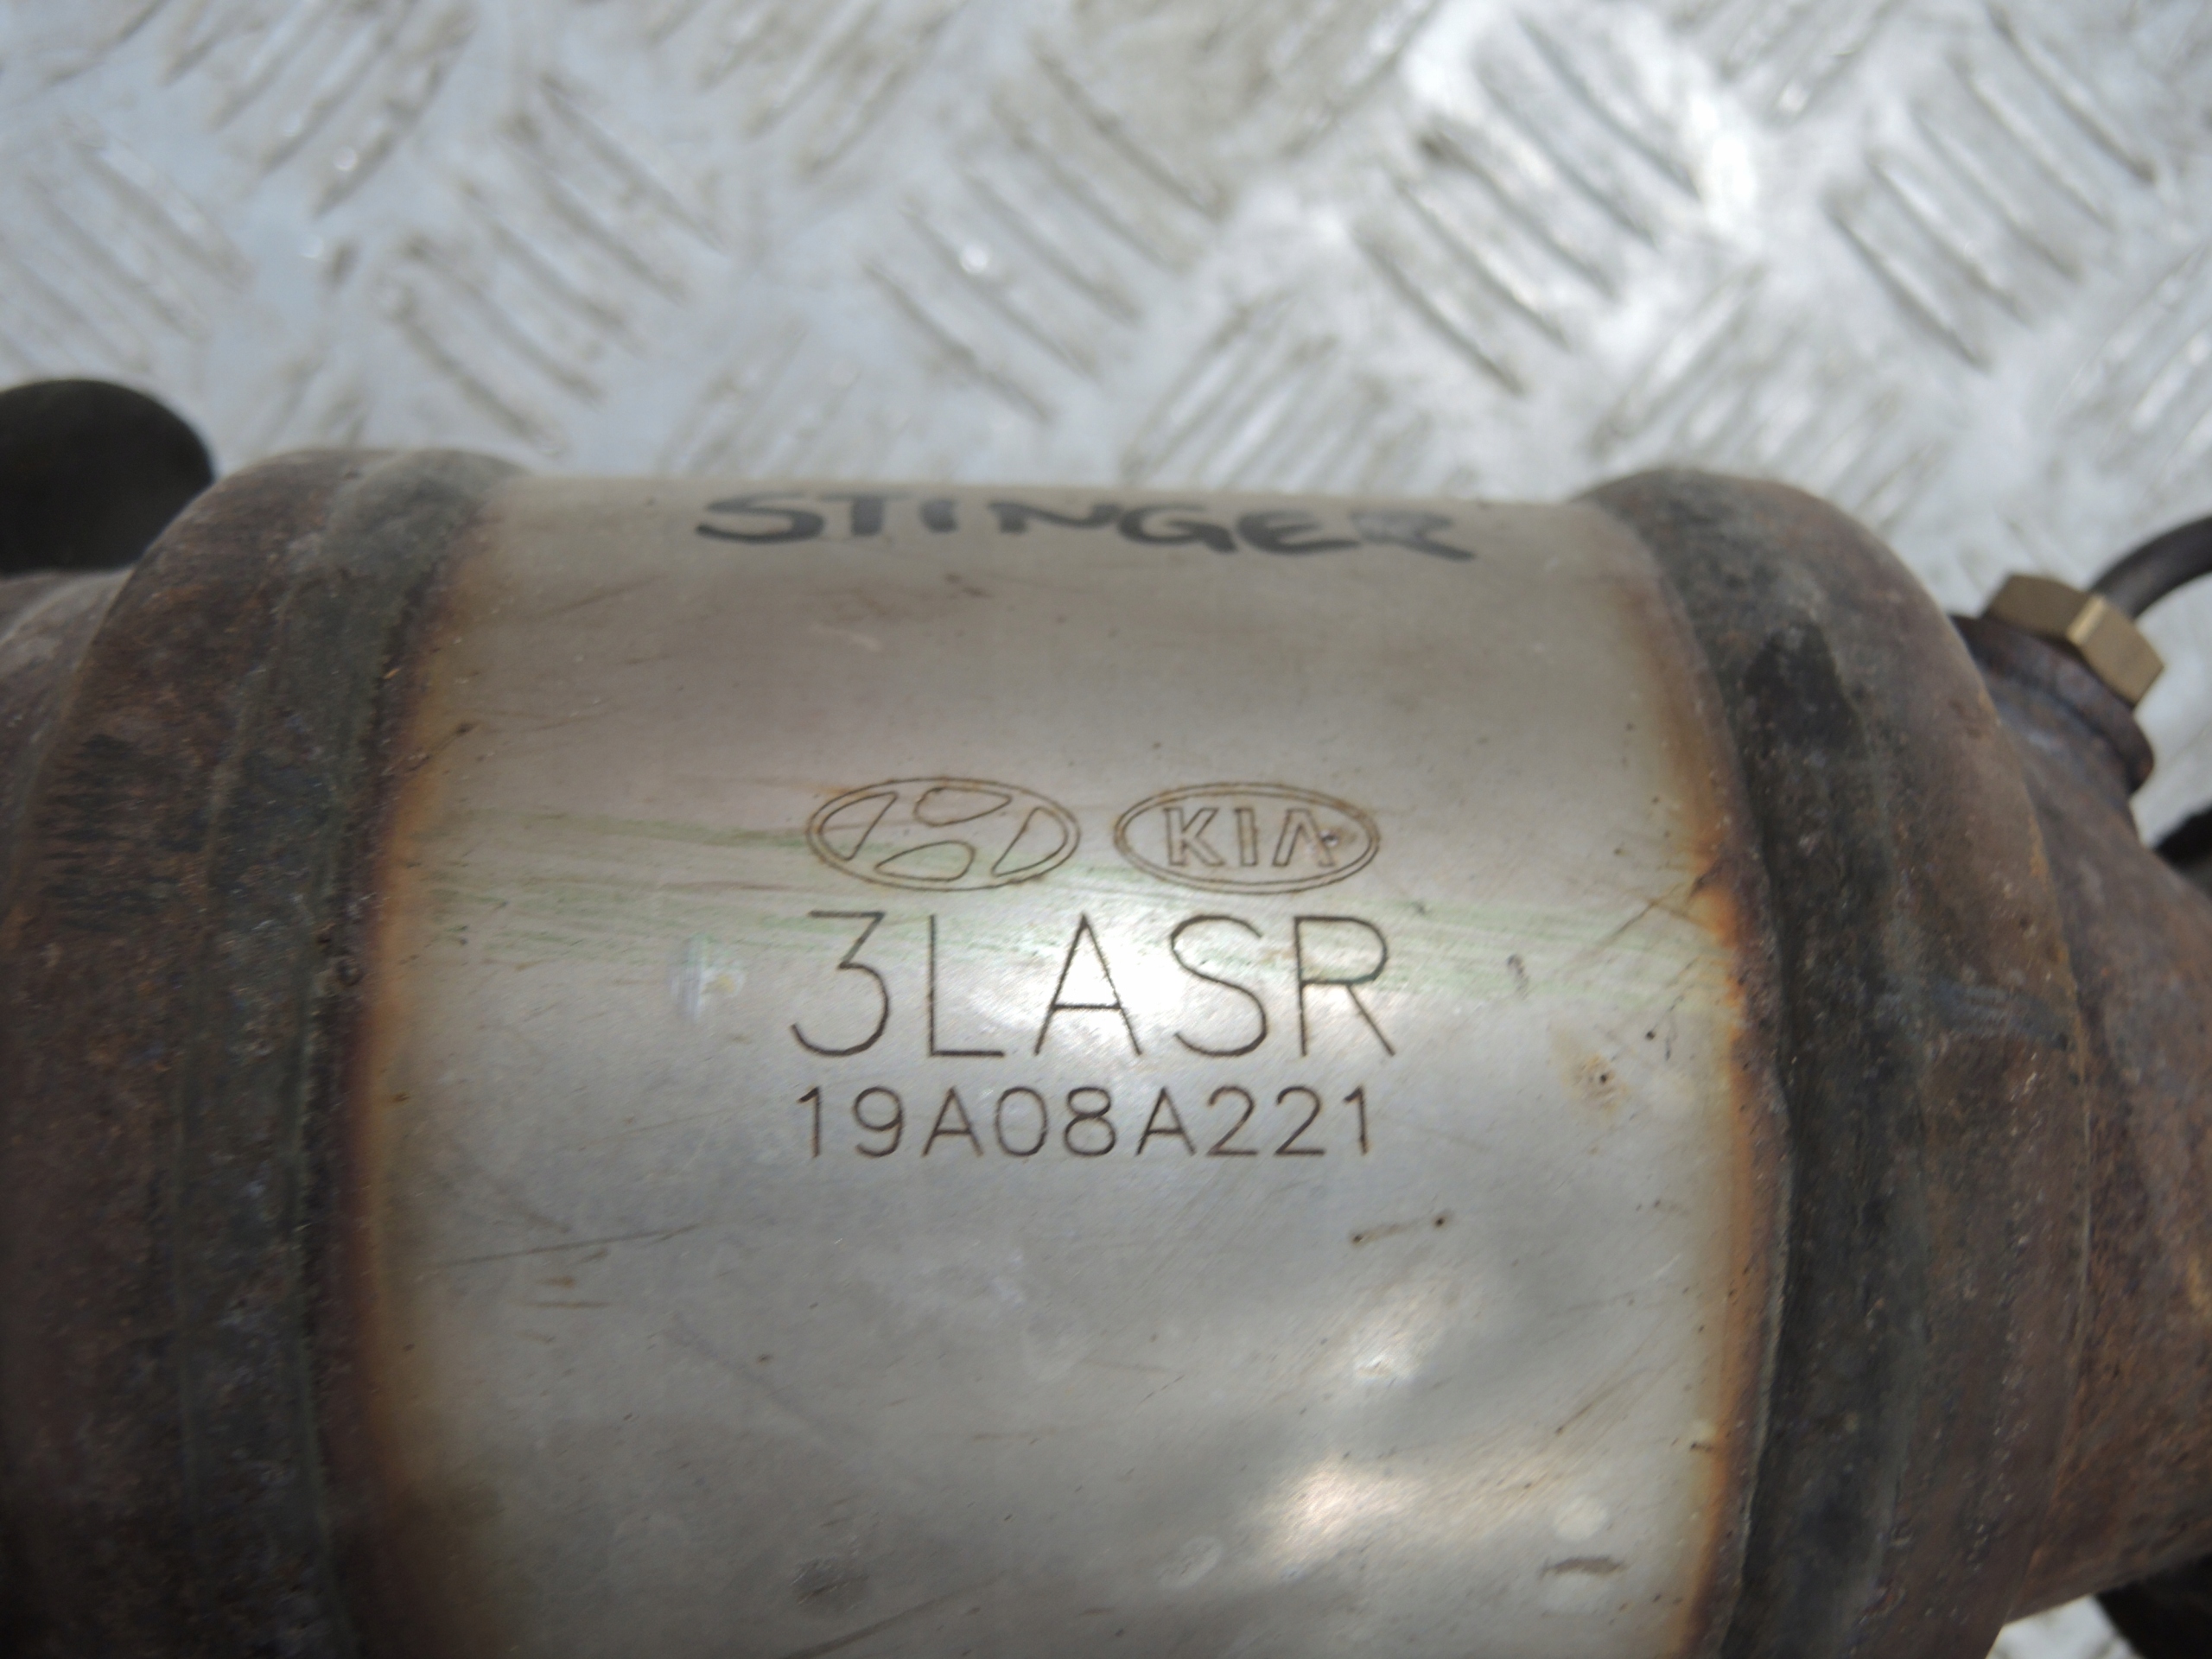 STINGER
KIA
3LASR
19A08A221